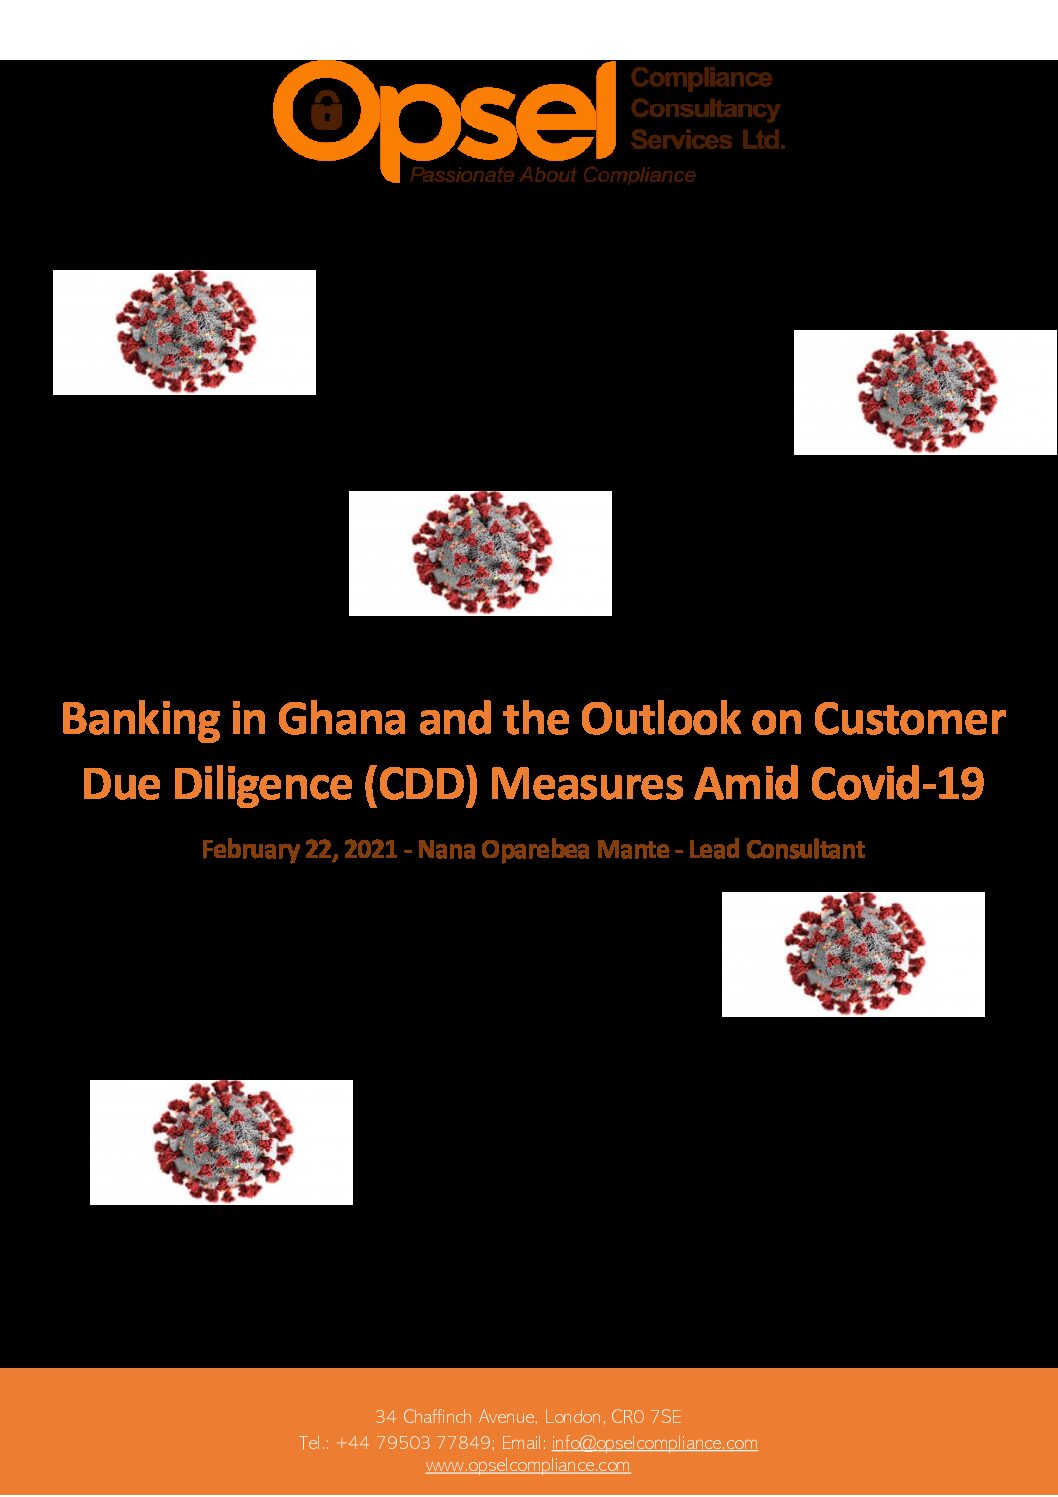 Opsel
Compliance
Consultancy
Services Ltd.
Passionate About Compliance
Banking in Ghana and the Outlook on Customer
Due Diligence (CDD) Measures Amid Covid-19
February 22, 2021 - Nana Oparebea Mante - Lead Consultant
34 Chaffinch Avenue, London, CR0 7SE
Tel.: +44 79503 77849; Email: info@opselcompliance.com
www.opselcompliance.com